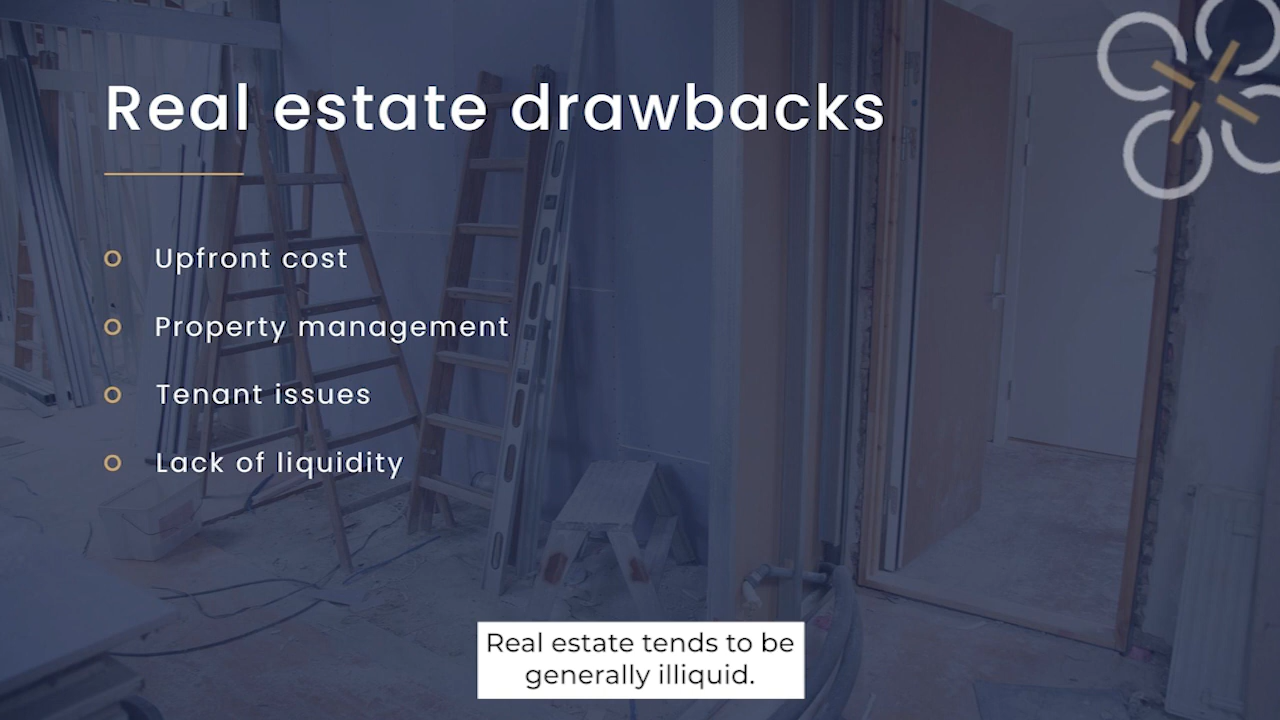 Real estate drawbacks
Upfront cost
Property management
Tenant issues
Lack of liquidity
Real estate tends to be
generally illiquid.